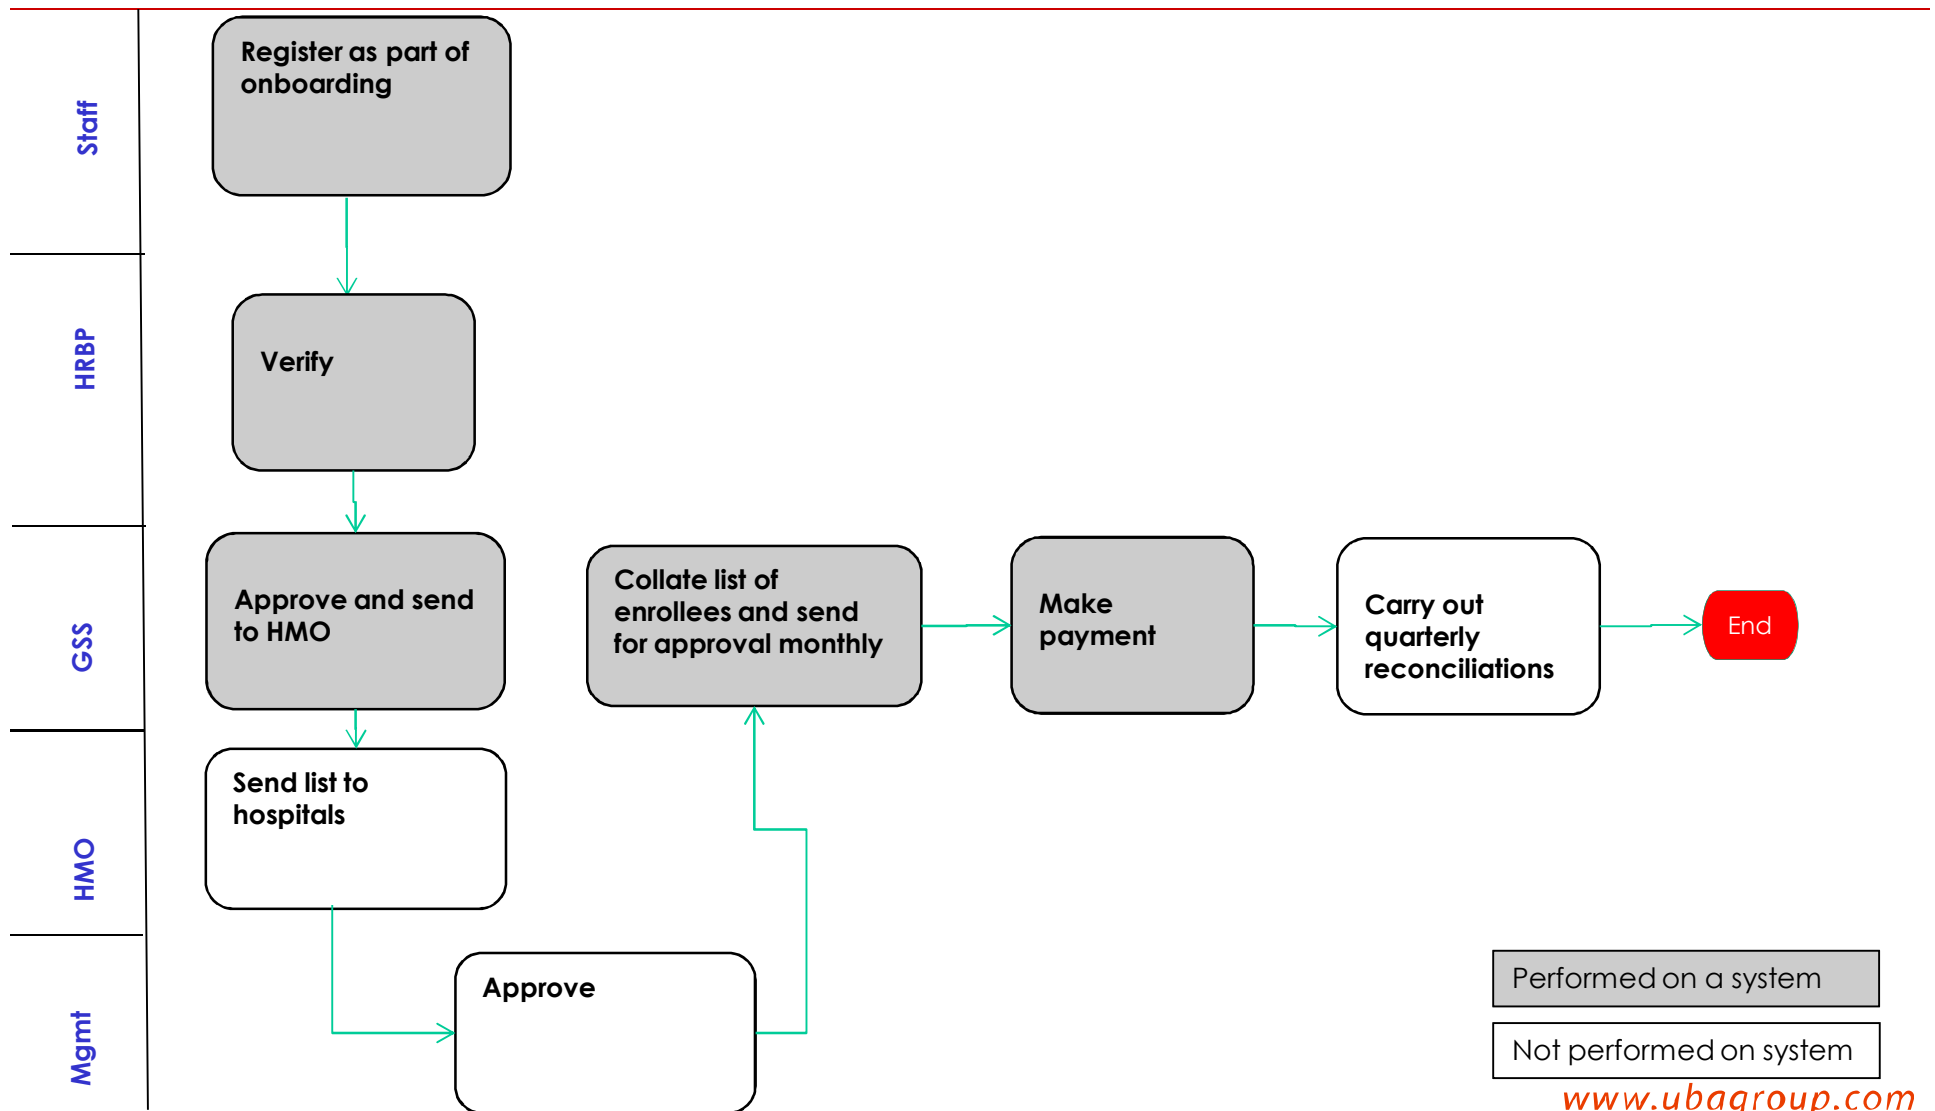 Staff
Register as part of
onboarding
HRBP
Verify
GSS
Approve and send
to HMO
Collate list of
enrollees and send
for approval monthly
Make
payment
Carry out
quarterly
reconciliations
End
HMO
Send list to
hospitals
Mgmt
Approve
Performed on a system
Not performed on system
www.ubagroup.com